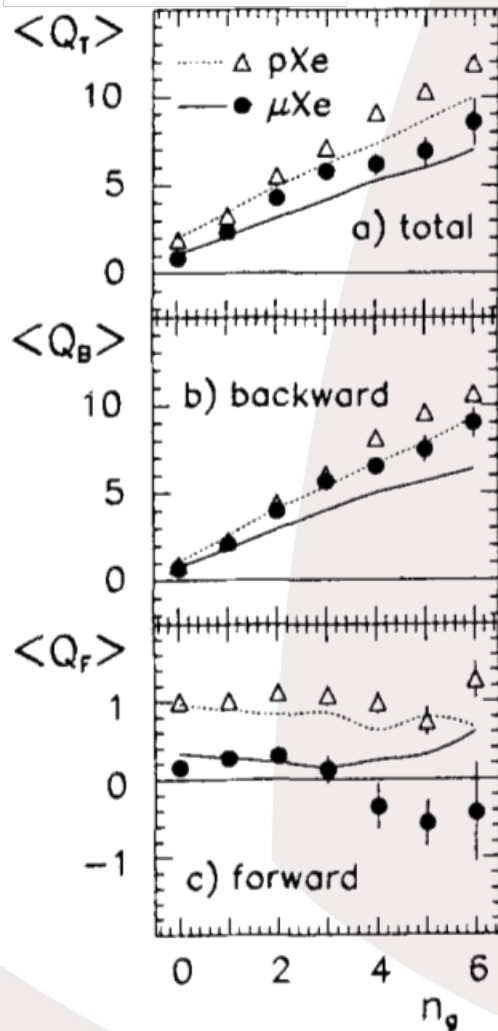 <Q_T>
10
5
0
△ pXe
● μXe
a) total
<Q_B>
10
5
0
b) backward
<Q_F>
1
0
−1
c) forward
0 2 4 6
n_g